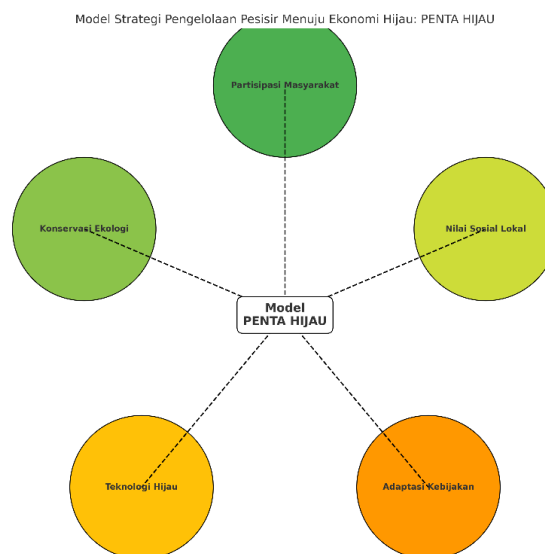 Model Strategi Pengelolaan Pesisir Menuju Ekonomi Hijau: PENTA HIJAU
Partisipasi Masyarakat
Konservasi Ekologi
Nilai Sosial Lokal
Model
PENTA HIJAU
Teknologi Hijau
Adaptasi Kebijakan